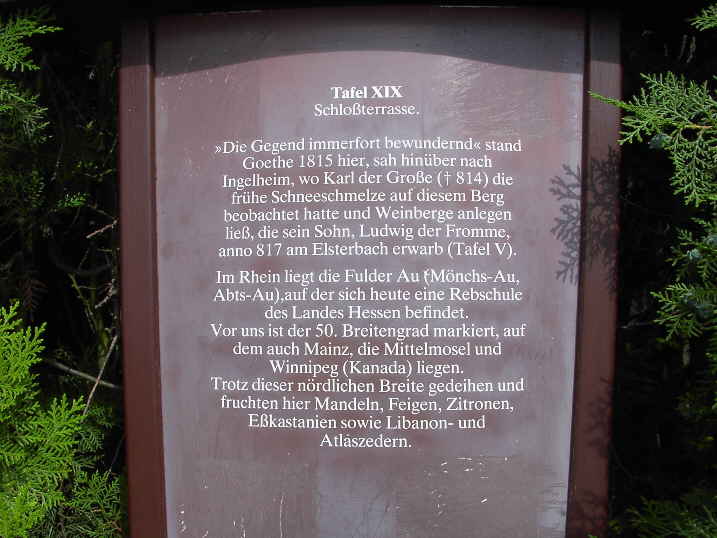 Tafel XIX
Schloßterrasse.
»Die Gegend immerfort bewundernd« stand
Goethe 1815 hier, sah hinüber nach
Ingelheim, wo Karl der Große († 814) die
frühe Schneeschmelze auf diesem Berg
beobachtet hatte und Weinberge anlegen
ließ, die sein Sohn, Ludwig der Fromme,
anno 817 am Elsterbach erwarb (Tafel V).
Im Rhein liegt die Fulder Au (Mönchs-Au,
Abts-Au),auf der sich heute eine Rebschule
des Landes Hessen befindet.
Vor uns ist der 50. Breitengrad markiert, auf
dem auch Mainz, die Mittelmosel und
Winnipeg (Kanada) liegen.
Trotz dieser nördlichen Breite gedeihen und
fruchten hier Mandeln, Feigen, Zitronen,
Eßkastanien sowie Libanon- und
Atlaszedern.